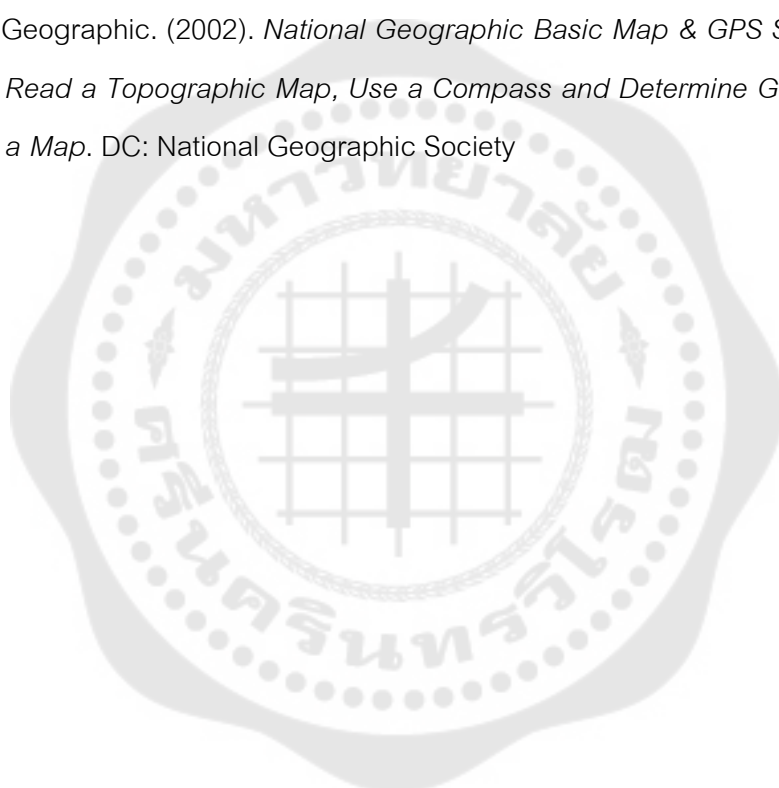 Geographic. (2002). National Geographic Basic Map & GPS S
Read a Topographic Map, Use a Compass and Determine G
a Map. DC: National Geographic Society
มหาวิทยาลัย
ศรีนครินทรวิโรฒ